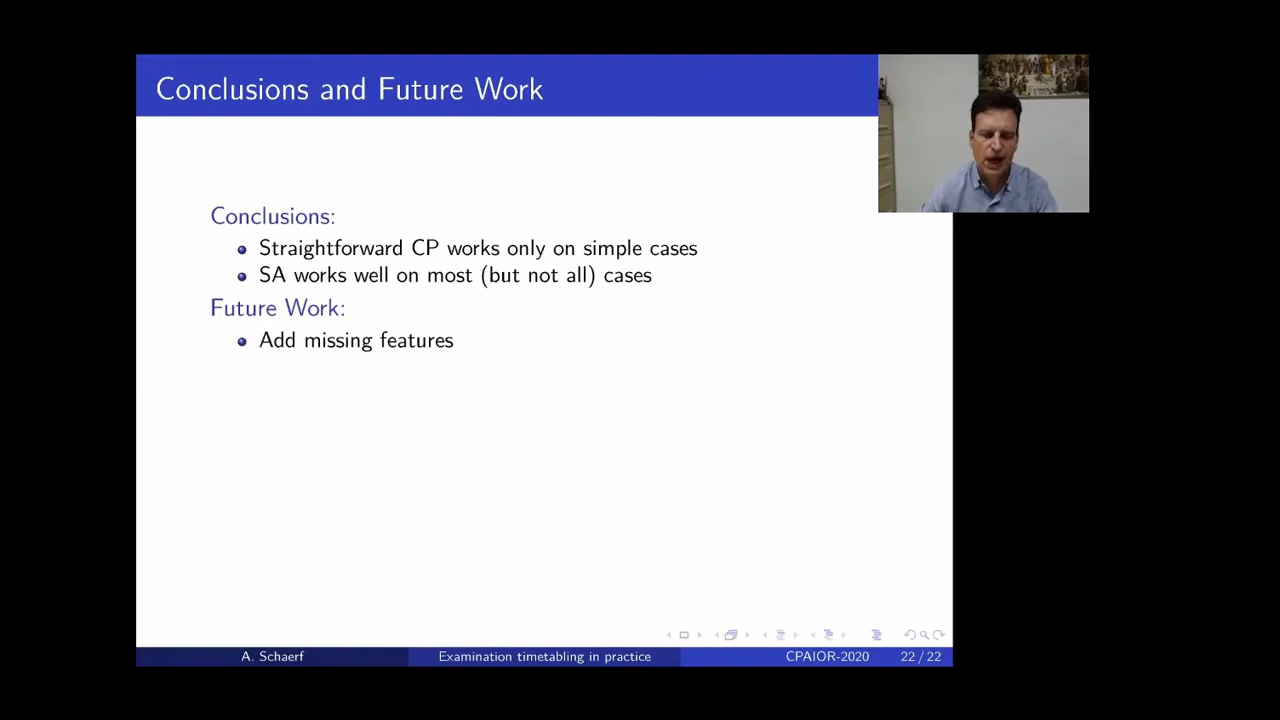 Conclusions and Future Work
Conclusions:
Straightforward CP works only on simple cases
SA works well on most (but not all) cases
Future Work:
Add missing features
A. Schaerf
Examination timetabling in practice
CPAIOR-2020
22 / 22